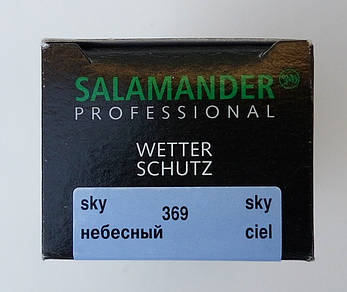 SALAMANDER
PROFESSIONAL
WETTER
SCHUTZ
sky 369 sky
небесный ciel